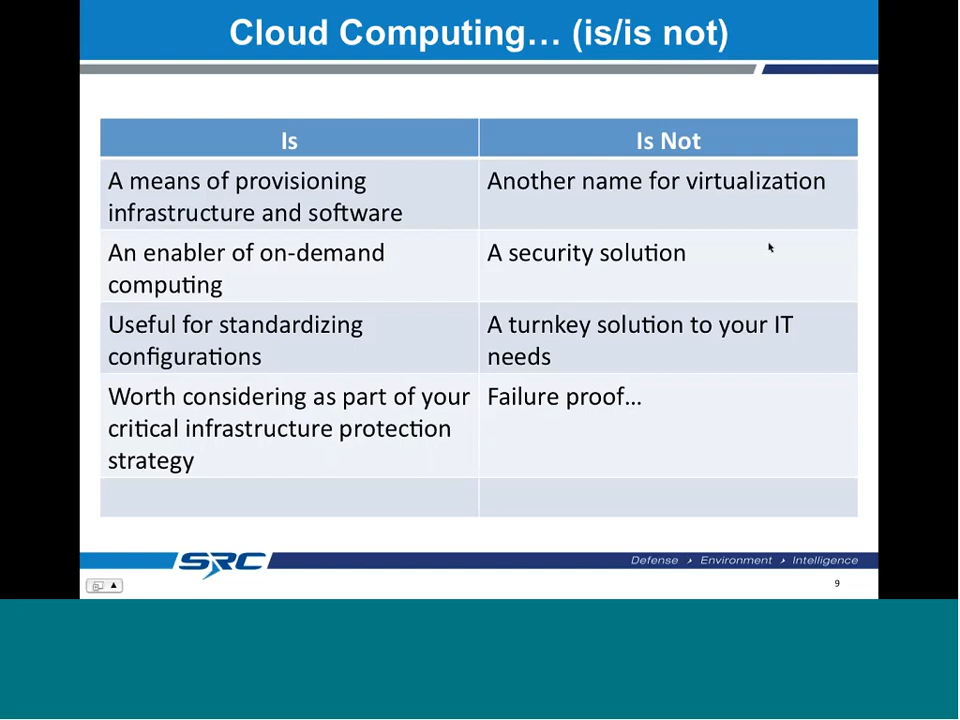 Cloud Computing… (is/is not)
Is
Is Not
A means of provisioning
infrastructure and software
Another name for virtualization
An enabler of on-demand
computing
A security solution
Useful for standardizing
configurations
A turnkey solution to your IT
needs
Worth considering as part of your
critical infrastructure protection
strategy
Failure proof…
SRC
Defense › Environment › Intelligence
9